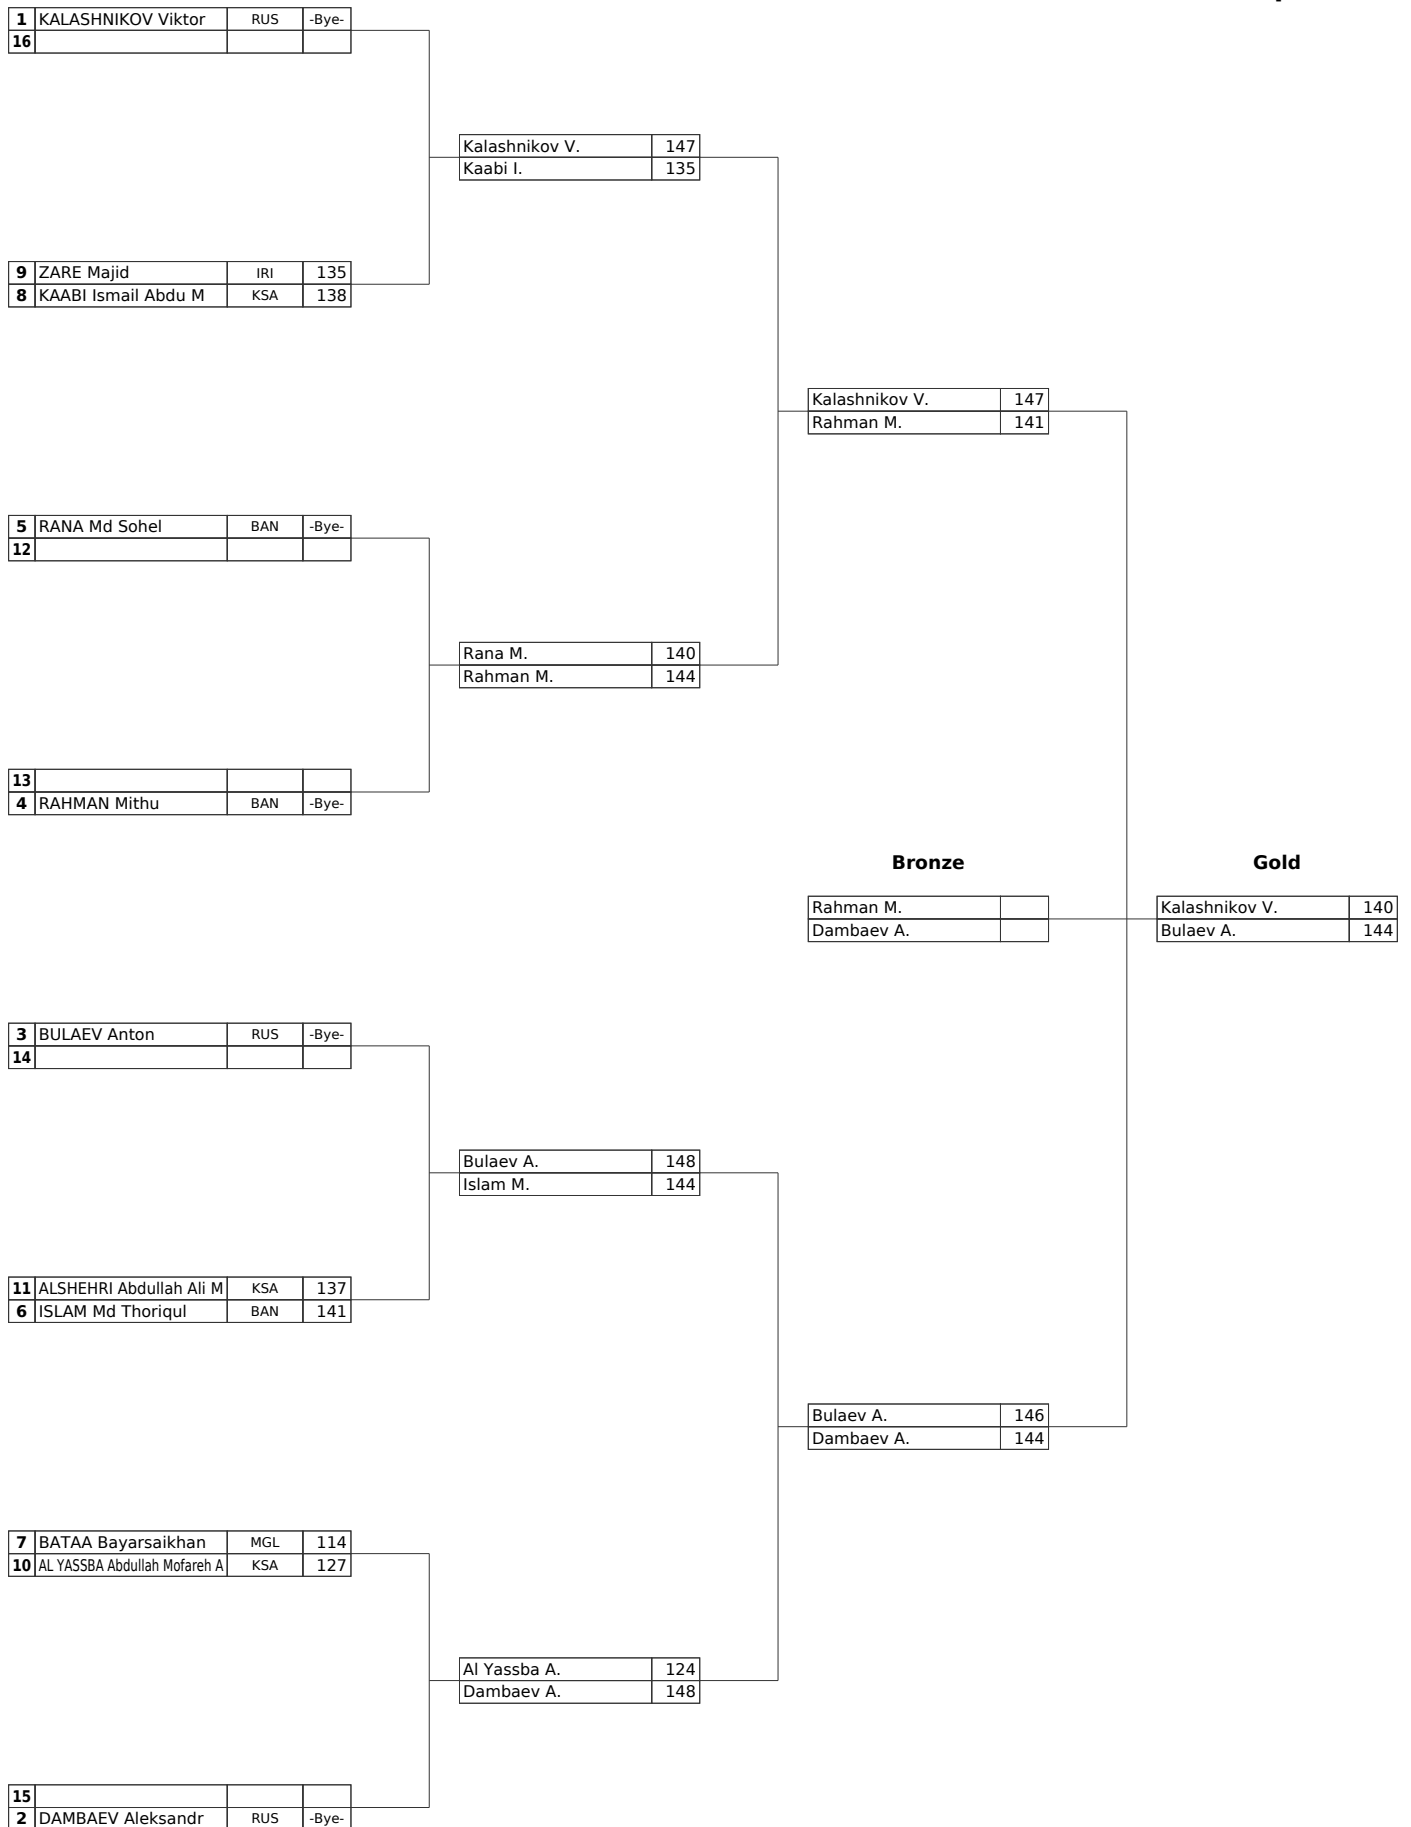 1 KALASHNIKOV Viktor RUS -Bye-
16
Kalashnikov V. 147
Kaabi I. 135
9 ZARE Majid IRI 135
8 KAABI Ismail Abdu M KSA 138
Kalashnikov V. 147
Rahman M. 141
5 RANA Md Sohel BAN -Bye-
12
Rana M. 140
Rahman M. 144
13
4 RAHMAN Mithu BAN -Bye-
Bronze Gold
Rahman M. Kalashnikov V. 140
Dambaev A. Bulaev A. 144
3 BULAEV Anton RUS -Bye-
14
Bulaev A. 148
Islam M. 144
11 ALSHEHRI Abdullah Ali M KSA 137
6 ISLAM Md Thoriqul BAN 141
Bulaev A. 146
Dambaev A. 144
7 BATAA Bayarsaikhan MGL 114
10 AL YASSBA Abdullah Mofareh A KSA 127
Al Yassba A. 124
Dambaev A. 148
15
2 DAMBAEV Aleksandr RUS -Bye-